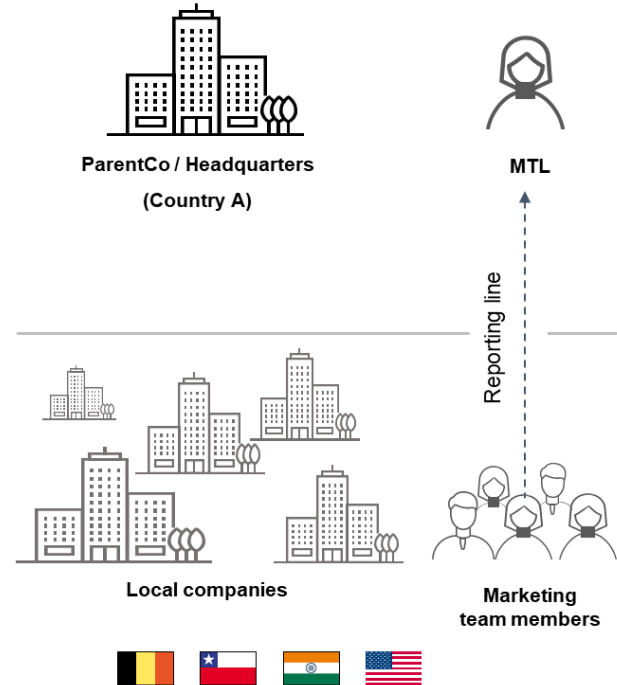 ParentCo / Headquarters
(Country A)
MTL
Reporting line
Local companies
Marketing
team members